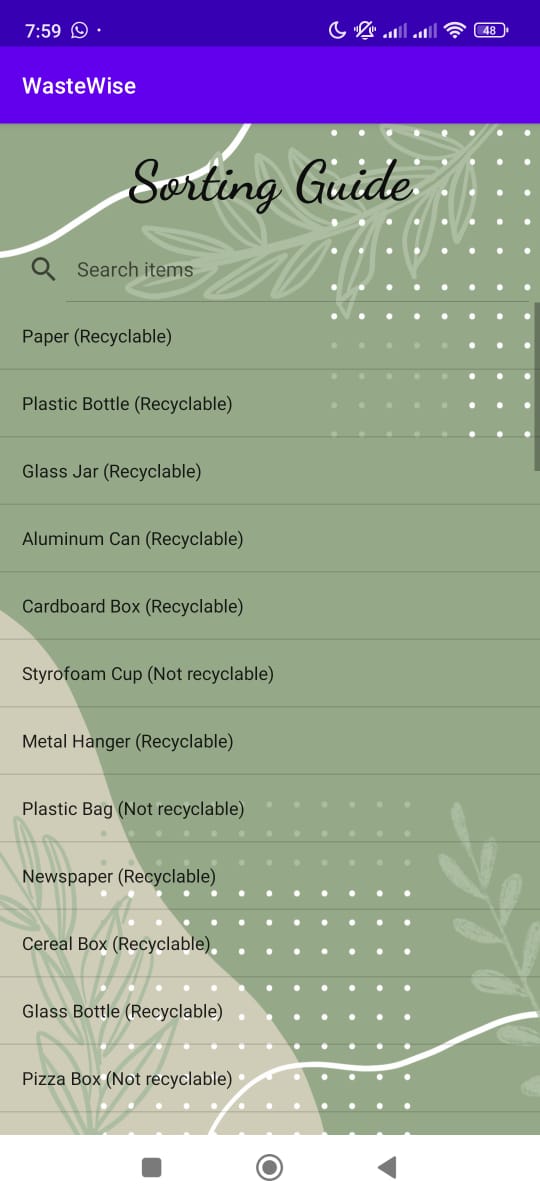 7:59
48
WasteWise
Sorting Guide
Search items
Paper (Recyclable)
Plastic Bottle (Recyclable)
Glass Jar (Recyclable)
Aluminum Can (Recyclable)
Cardboard Box (Recyclable)
Styrofoam Cup (Not recyclable)
Metal Hanger (Recyclable)
Plastic Bag (Not recyclable)
Newspaper (Recyclable)
Cereal Box (Recyclable)
Glass Bottle (Recyclable)
Pizza Box (Not recyclable)